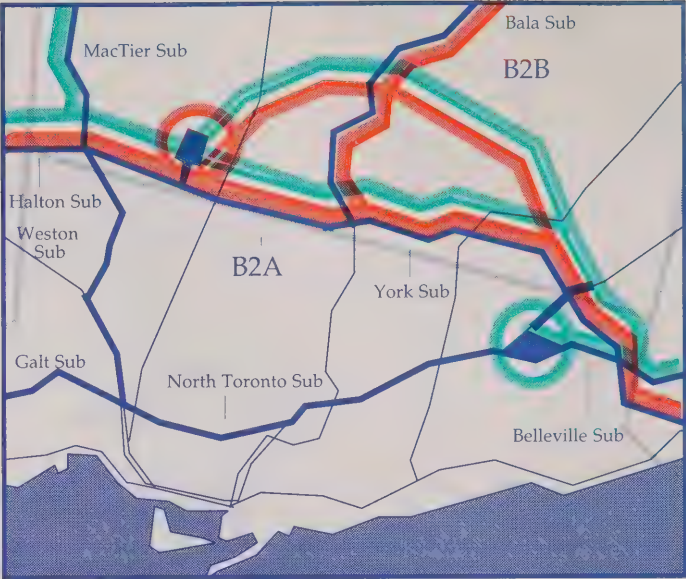 Bala Sub
MacTier Sub
B2B
Halton Sub
Weston
Sub
B2A
York Sub
Galt Sub
North Toronto Sub
Belleville Sub